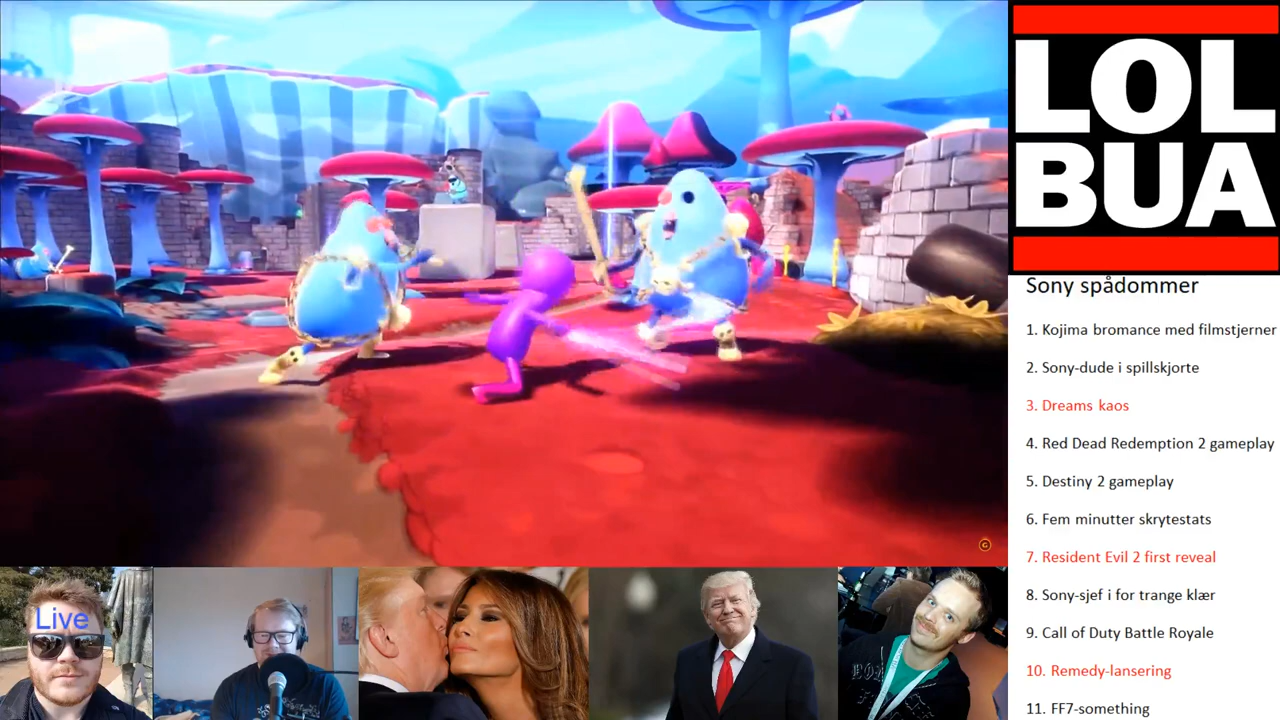 LOL
BUA
Sony spådommer
1. Kojima bromance med filmstjerner
2. Sony-dude i spillskjorte
3. Dreams kaos
4. Red Dead Redemption 2 gameplay
5. Destiny 2 gameplay
6. Fem minutter skrytestats
7. Resident Evil 2 first reveal
8. Sony-sjef i for trange klær
9. Call of Duty Battle Royale
10. Remedy-lansering
11. FF7-something
Live